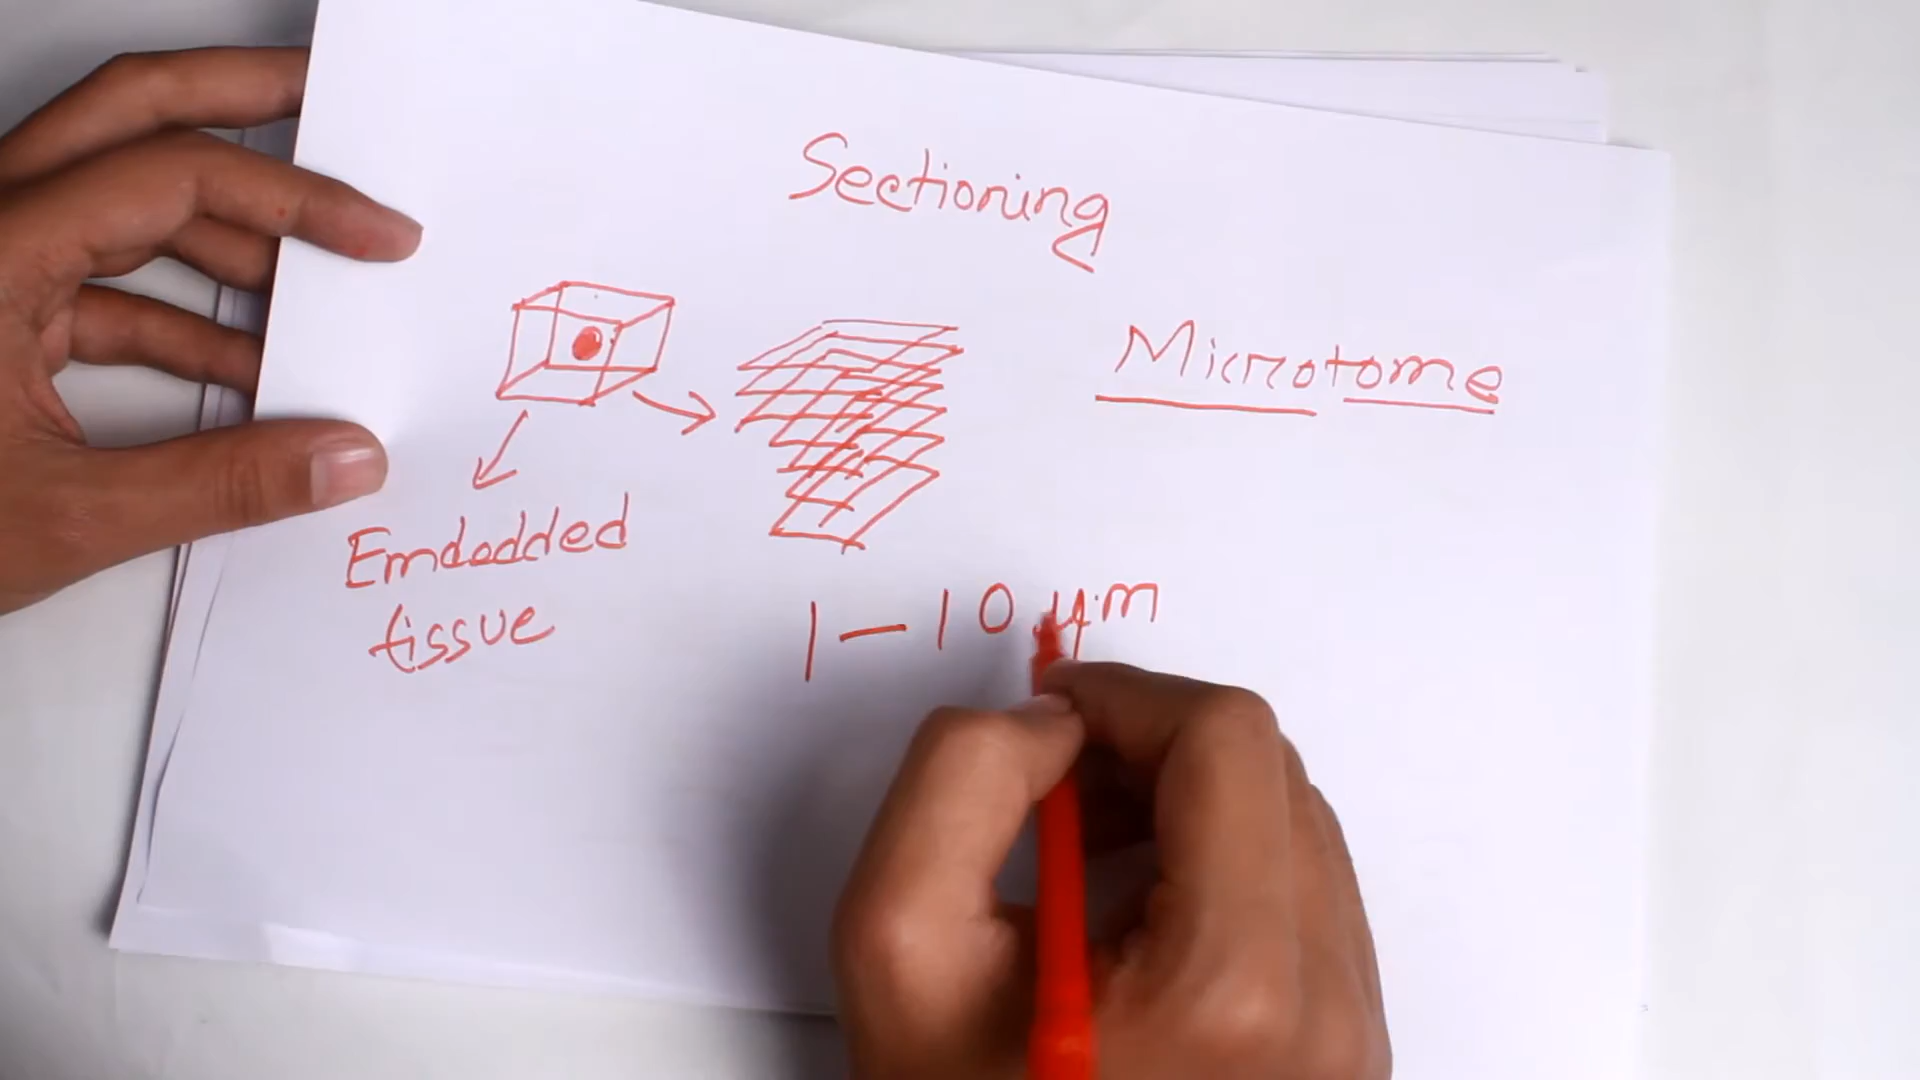 Sectioning
Microtome
Emdodded
tissue
1-10 μm